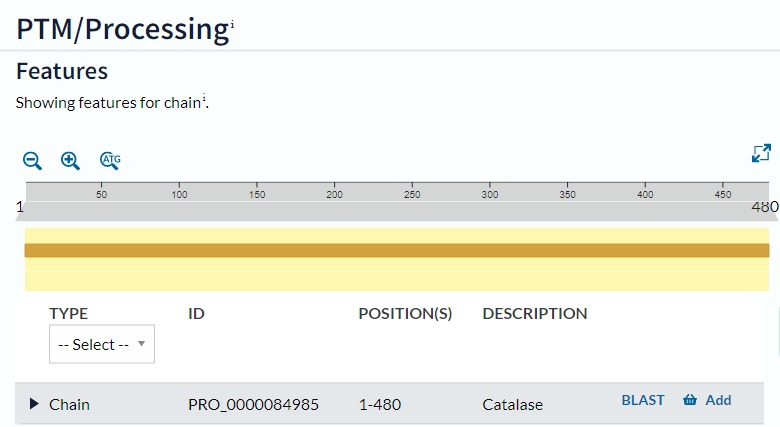 PTM/Processing i
Features
Showing features for chain i.
ATG
50 100 150 200 250 300 350 400 450
1 480
TYPE ID POSITION(S) DESCRIPTION
-- Select --
Chain PRO_0000084985 1-480 Catalase BLAST Add